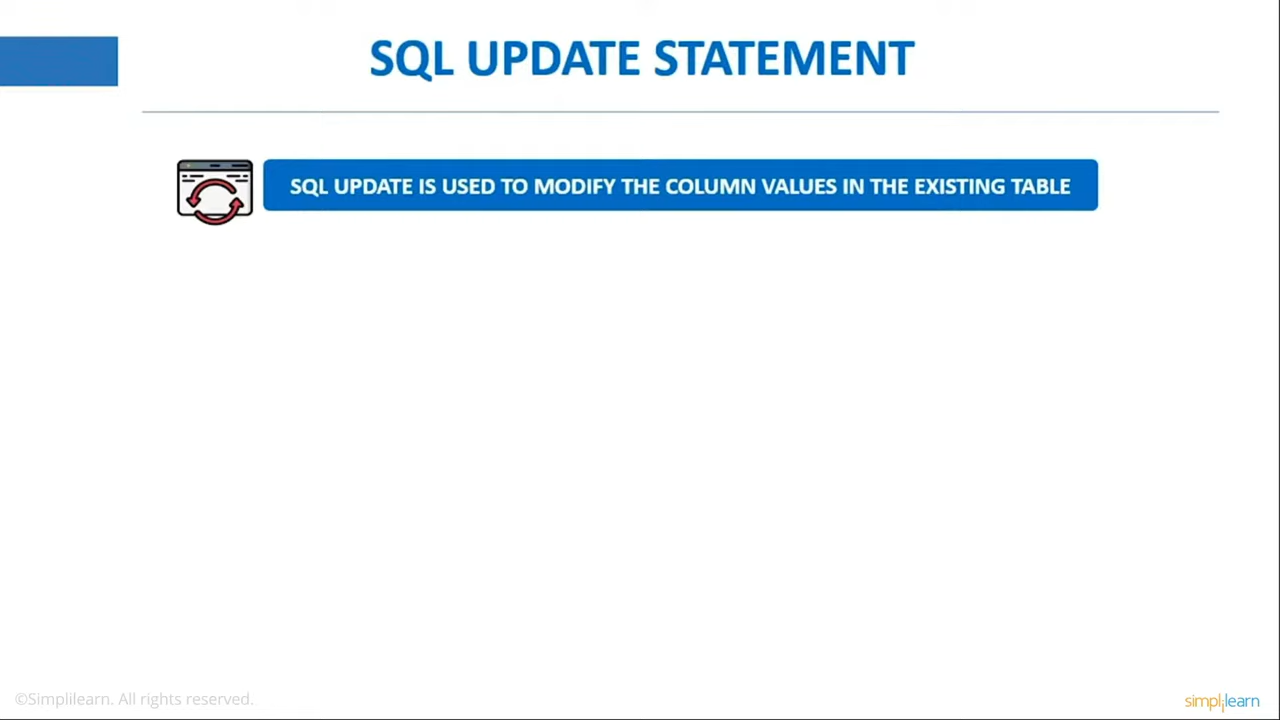 SQL UPDATE STATEMENT
SQL UPDATE IS USED TO MODIFY THE COLUMN VALUES IN THE EXISTING TABLE
©Simplilearn. All rights reserved.
simplilearn